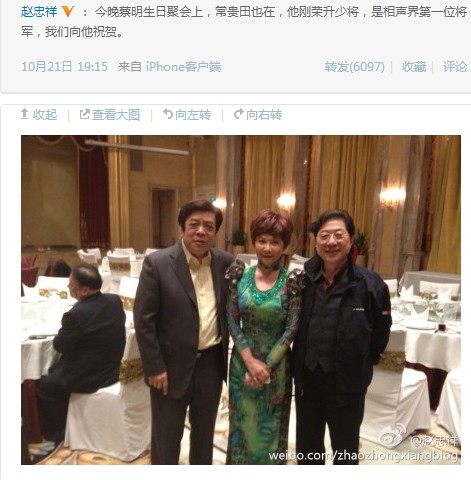 赵忠祥 ：今晚蔡明生日聚会上，常贵田也在，他刚荣升少将，是相声界第一位将
军，我们向他祝贺。
10月21日 19:15 来自 iPhone客户端 转发(6097) | 收藏 | 评论
收起 | 查看大图 | 向左转 | 向右转
@赵忠祥
weibo.com/zhaozhongxiangblog